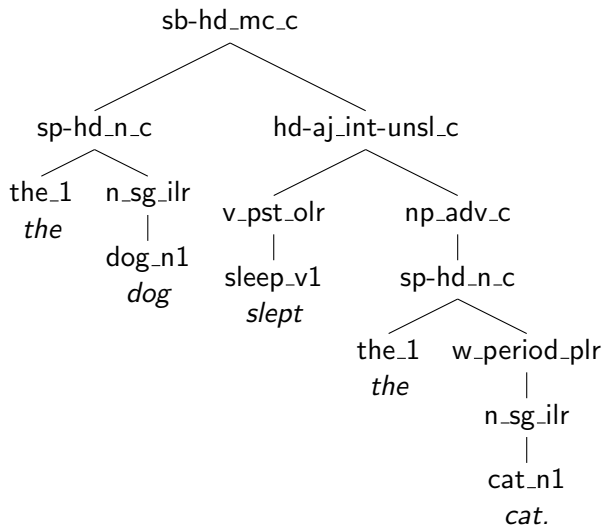 sb-hd_mc_c
sp-hd_n_c hd-aj_int-unsl_c
the_1 n_sg_ilr v_pst_olr np_adv_c
the
dog_n1 sleep_v1 sp-hd_n_c
dog slept
the_1 w_period_plr
the
n_sg_ilr
cat_n1
cat.